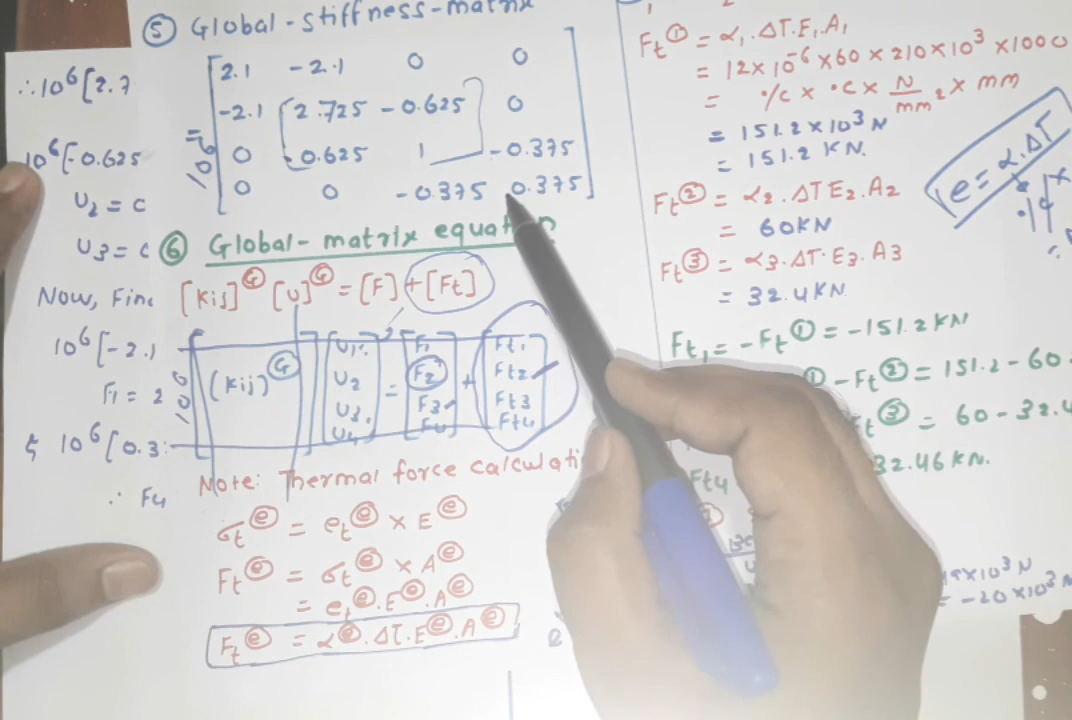 ⑤ Global-stiffness-matrix
2.1 -2.1 0 0
-2.1 2.725 -0.625 0
0 -0.625 1 -0.375
0 0 -0.375 0.375
10^6
∴10^6[2.7
10^6[-0.625
U2 = C
U3 = C
⑥ Global-matrix equation
Now, Find
[Kij]^G [U]^G = [F] + [Ft]
10^6[-2.1
F1 = 2
& 10^6[0.3
∴ F4
10^6
(Kij)^G
U1 F1 Ft1
U2 = F2 + Ft2
U3 F3 Ft3
U4 F4 Ft4
Note: Thermal force calculati
σt^ⓔ = et^ⓔ × E^ⓔ
Ft^ⓔ = σt^ⓔ × A^ⓔ
= et^ⓔ.E^ⓔ.A^ⓔ
Ft^ⓔ = α^ⓔ.ΔT.E^ⓔ.A^ⓔ
Ft^① = α1.ΔT.E1.A1
= 12×10^-6 ×60×210×10^3 ×1000
= ·/c × ·c × N/mm2 × mm
= 151.2×10^3 N
= 151.2 KN.
e = α.ΔT
Ft^② = α2.ΔT E2.A2
= 60KN
Ft^③ = α3.ΔT.E3.A3
= 32.4KN
Ft1 = -Ft^① = -151.2KN
① -Ft^② = 151.2-60
t^③ = 60-32.4
32.46KN.
Ft4
×10^3 N
= -20×10^3 N